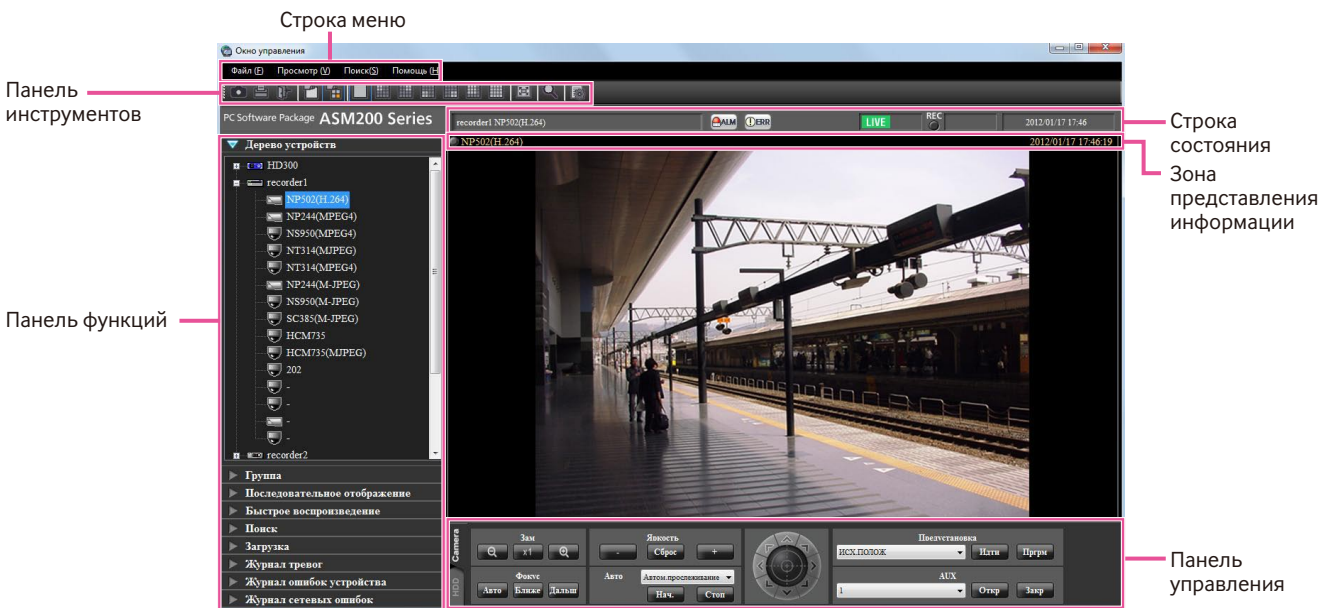 Строка меню
Окно управления
Файл (F) Просмотр (V) Поиск(S) Помощь (H
Панель
инструментов
PC Software Package ASM200 Series
recorder1 NP502(H.264) ALM ERR LIVE REC 2012/01/17 17:46
Строка
состояния
NP502(H.264) 2012/01/17 17:46:19
Зона
представления
информации
Дерево устройств
HD300
recorder1
NP502(H.264)
NP244(MPEG4)
NS950(MPEG4)
NT314(MJPEG)
NT314(MPEG4)
NP244(M-JPEG)
NS950(M-JPEG)
SC385(M-JPEG)
HCM735
HCM735(MJPEG)
202
-
-
-
-
recorder2
Панель функций
Группа
Последовательное отображение
Быстрое воспроизведение
Поиск
Загрузка
Журнал тревог
Журнал ошибок устройства
Журнал сетевых ошибок
Camera
HDD
Зам
x1
Фокус
Авто Ближе Дальш
Яркость
- Сброс +
Авто Автом.прослеживание
Нач. Стоп
Предустановка
ИСХ.ПОЛОЖ Идти Пргрм
AUX
1 Откр Закр
Панель
управления